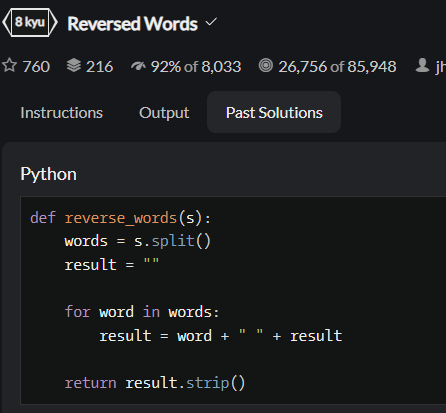 8 kyu Reversed Words
760 216 92% of 8,033 26,756 of 85,948
Instructions Output Past Solutions
Python
def reverse_words(s):
    words = s.split()
    result = ""

    for word in words:
        result = word + " " + result

    return result.strip()